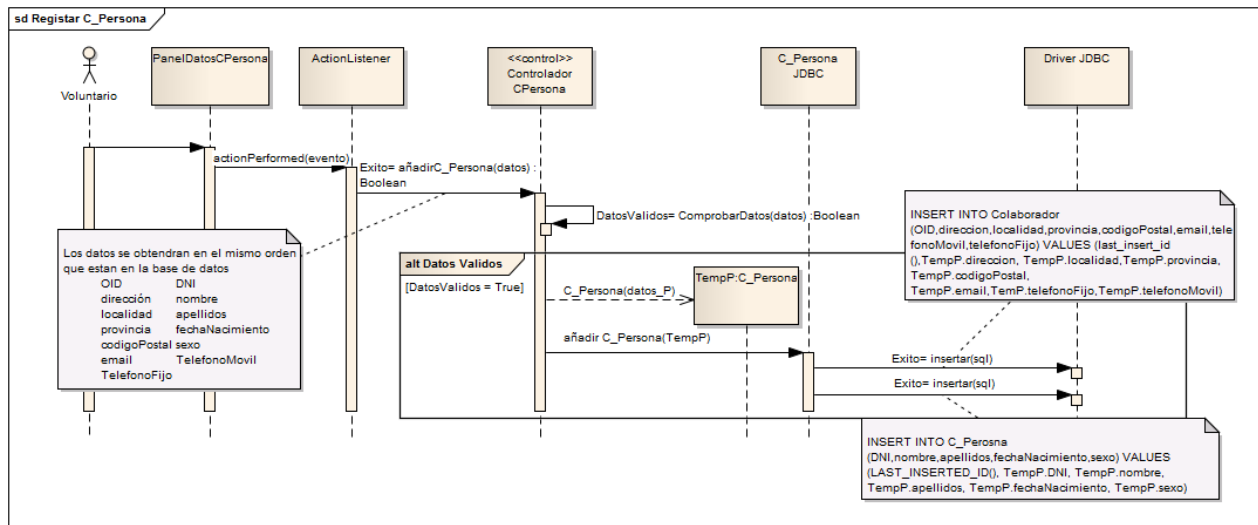 sd Registar C_Persona
Voluntario
PanelDatosCPersona
ActionListener
<<control>>
Controlador
CPersona
C_Persona
JDBC
Driver JDBC
actionPerformed(evento)
Exito= añadirC_Persona(datos) :
Boolean
DatosValidos= ComprobarDatos(datos) :Boolean
INSERT INTO Colaborador
(OID,direccion,localidad,provincia,codigoPostal,email,tele
fonoMovil,telefonoFijo) VALUES (last_insert_id
(),TempP.direccion, TempP.localidad,TempP.provincia,
TempP.codigoPostal,
TempP.email,TemP.telefonoFijo,TempP.telefonoMovil)
Los datos se obtendran en el mismo orden
que estan en la base de datos
OID DNI
dirección nombre
localidad apellidos
provincia fechaNacimiento
codigoPostal sexo
email TelefonoMovil
TelefonoFijo
alt Datos Validos
[DatosValidos = True]
C_Persona(datos_P)
TempP:C_Persona
añadir C_Persona(TempP)
Exito= insertar(sql)
Exito= insertar(sql)
INSERT INTO C_Perosna
(DNI,nombre,apellidos,fechaNacimiento,sexo) VALUES
(LAST_INSERTED_ID(), TempP.DNI, TempP.nombre,
TempP.apellidos, TempP.fechaNacimiento, TempP.sexo)